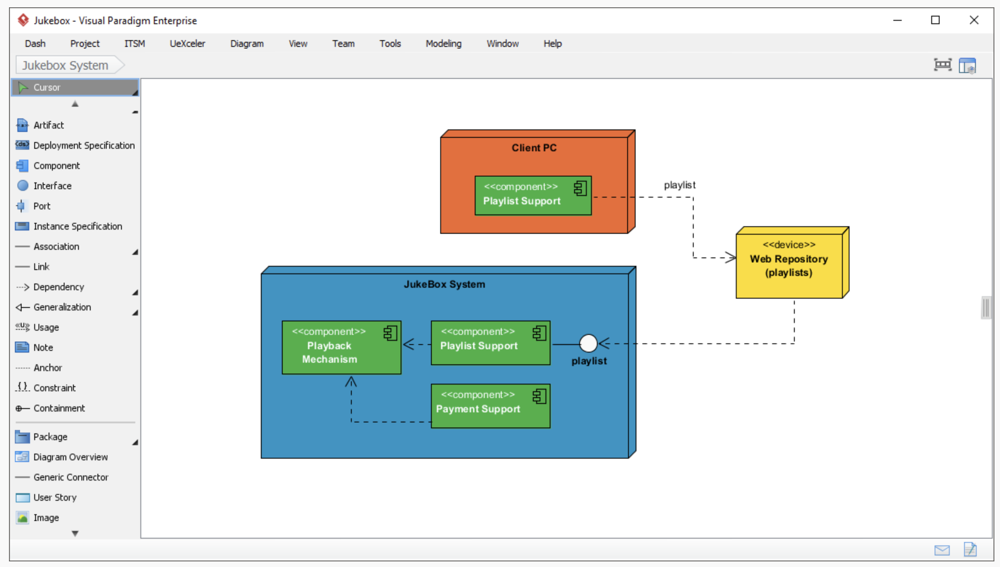 Jukebox - Visual Paradigm Enterprise
Dash Project ITSM UeXceler Diagram View Team Tools Modeling Window Help
Jukebox System
Cursor
Artifact
<ds>
Deployment Specification
Component
Interface
Port
Instance Specification
Association
Link
Dependency
Generalization
«U»
Usage
Note
Anchor
{}
Constraint
Containment
Package
Diagram Overview
Generic Connector
User Story
Image
Client PC
<<component>>
Playlist Support
playlist
<<device>>
Web Repository
(playlists)
JukeBox System
<<component>>
Playback
Mechanism
<<component>>
Playlist Support
playlist
<<component>>
Payment Support